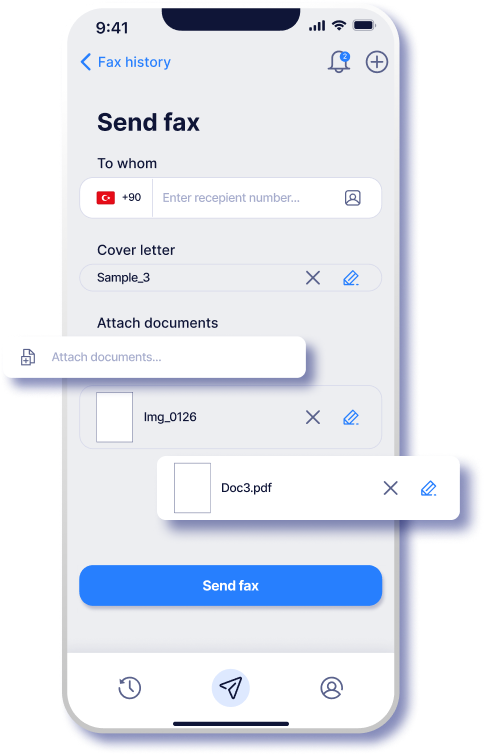 9:41
Fax history
2
Send fax
To whom
+90
Enter recepient number...
Cover letter
Sample_3
Attach documents
Attach documents...
Img_0126
Doc3.pdf
Send fax